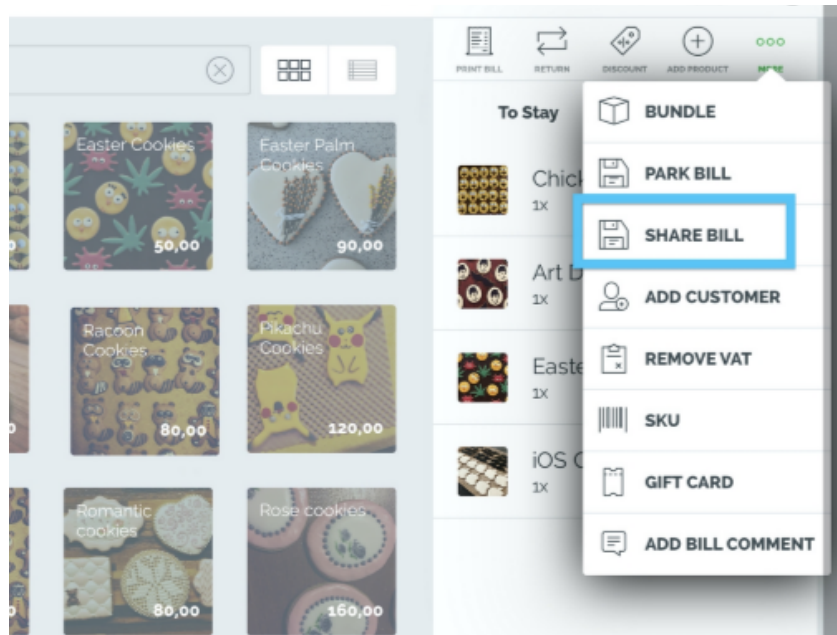 PRINT BILL
RETURN
DISCOUNT
ADD PRODUCT
MORE
To Stay
BUNDLE
PARK BILL
SHARE BILL
ADD CUSTOMER
REMOVE VAT
SKU
GIFT CARD
ADD BILL COMMENT
Chick
1x
Art D
1x
Easte
1x
iOS C
1x
Easter Cookies
50,00
Easter Palm
Cookies
90,00
Racoon
Cookies
80,00
Pikachu
Cookies
120,00
Romantic
cookies
80,00
Rose cookies
160,00